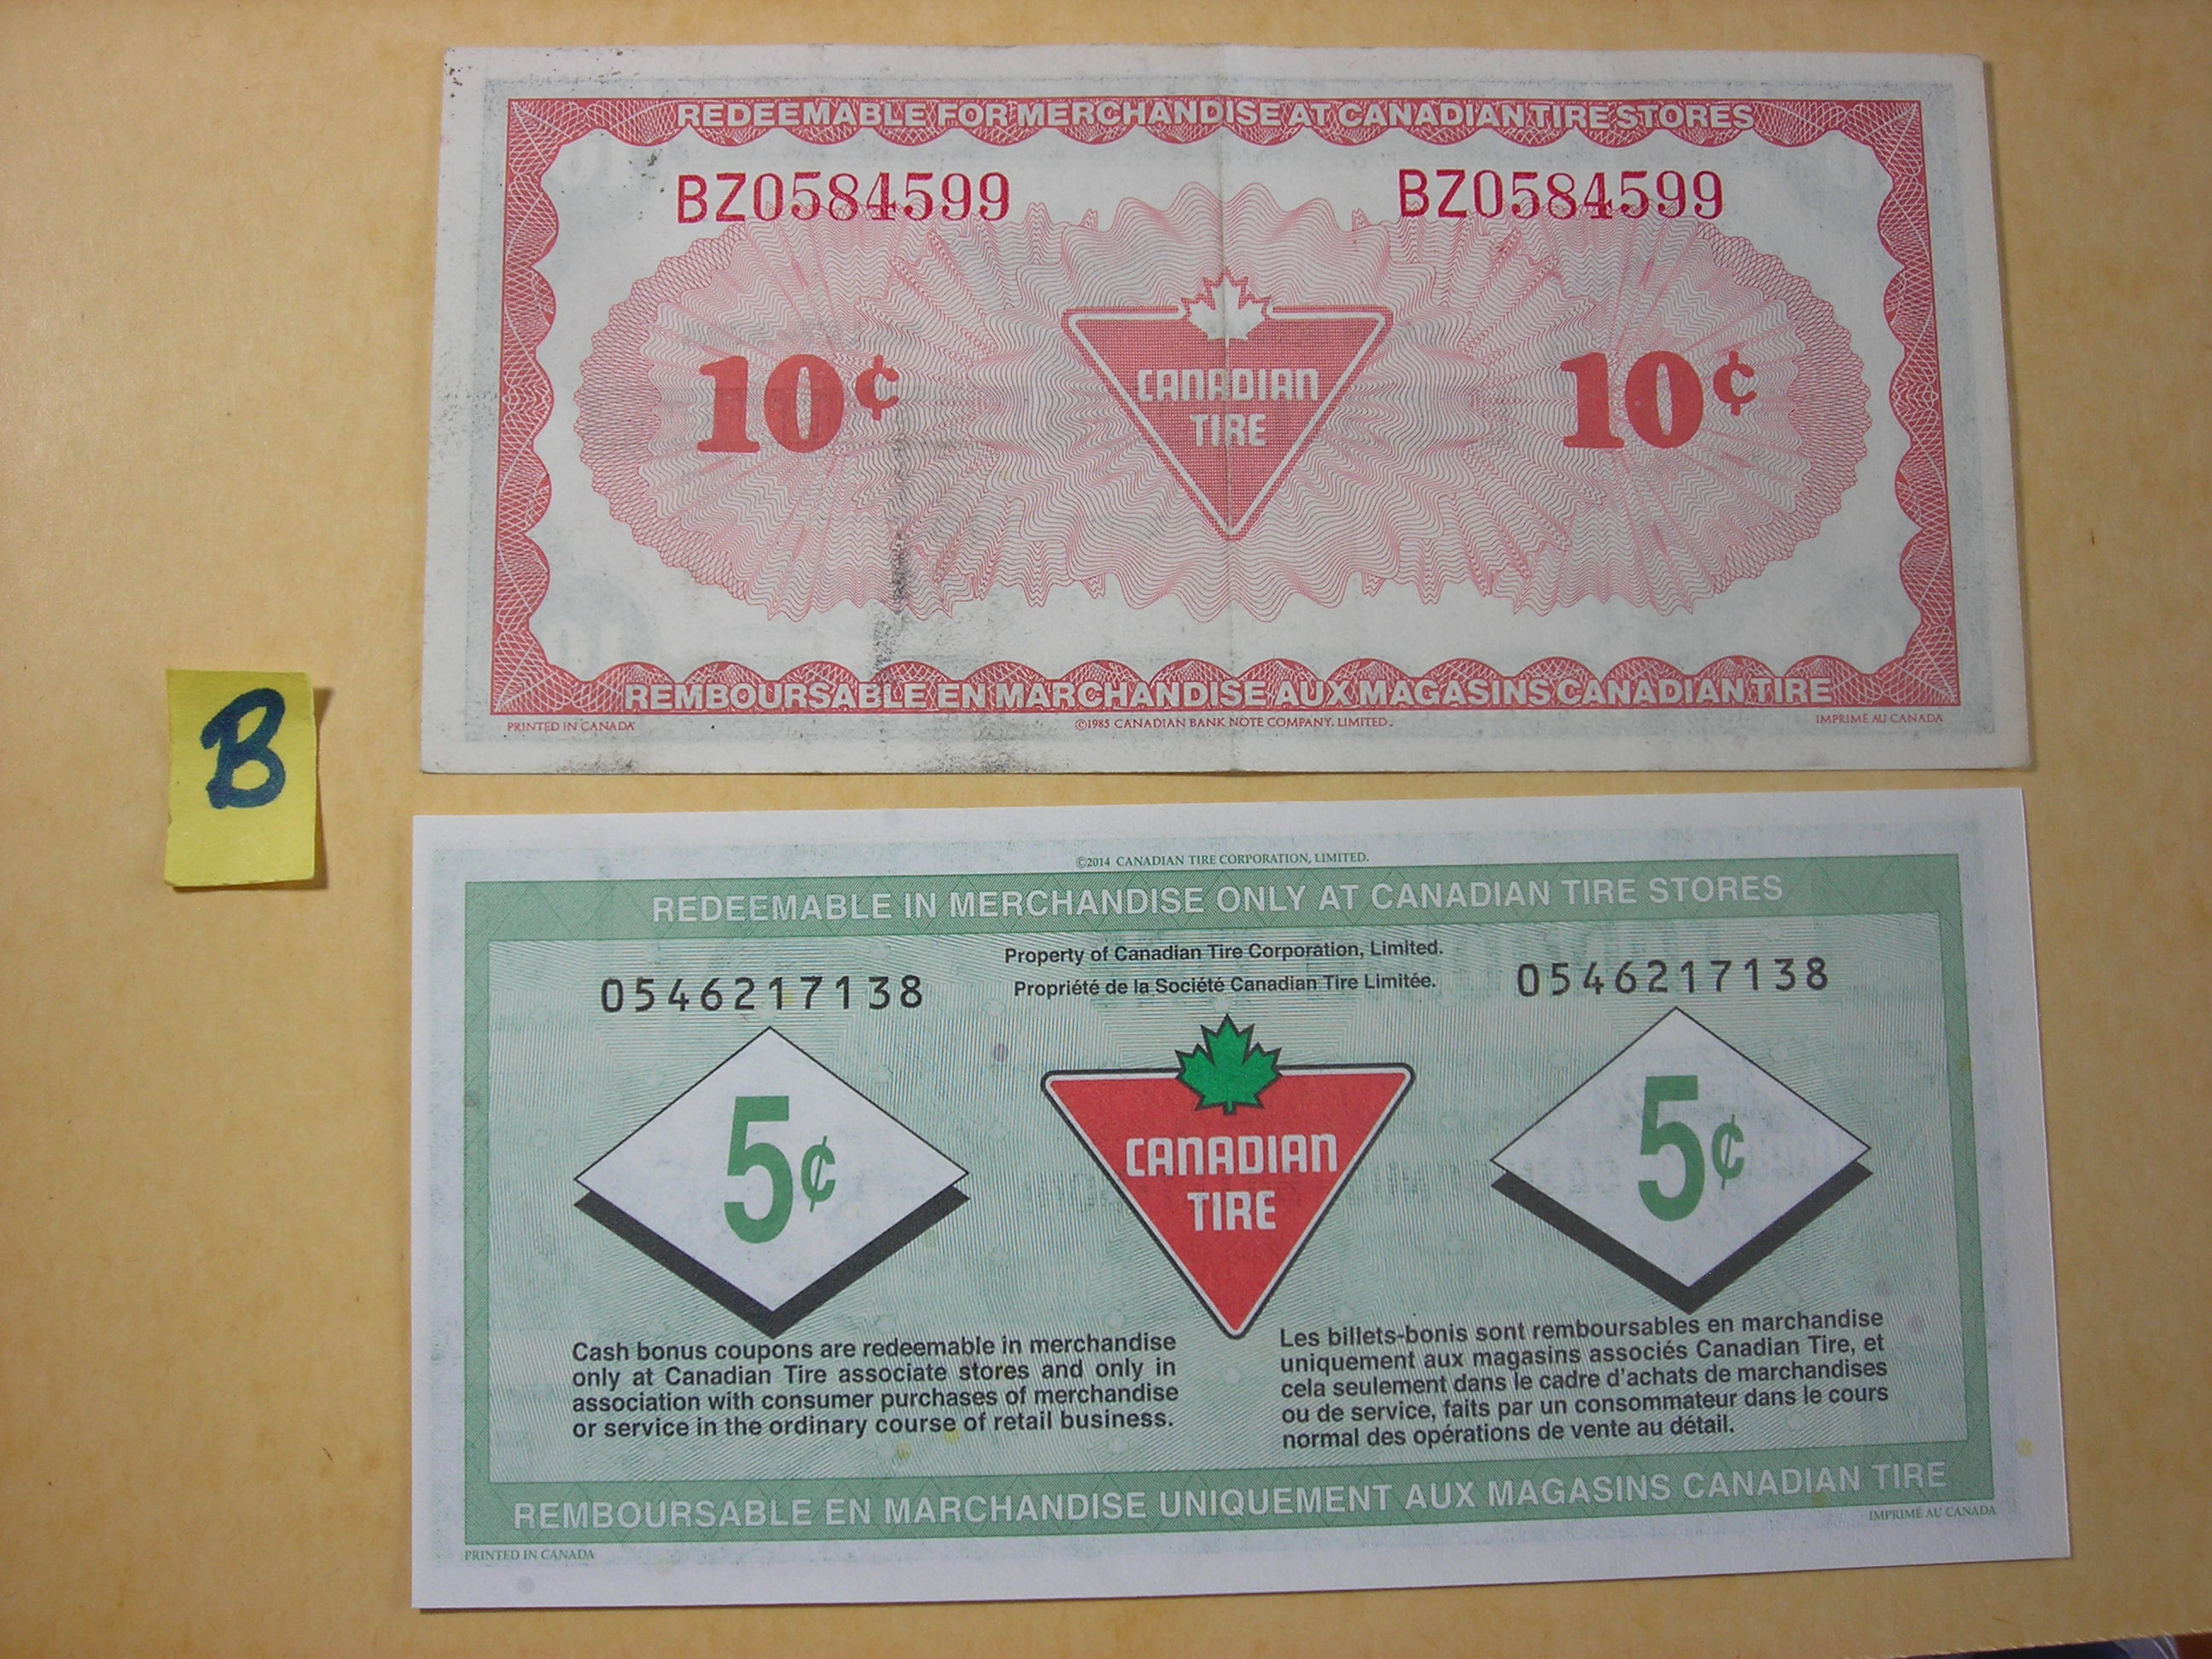 REDEEMABLE FOR MERCHANDISE AT CANADIAN TIRE STORES
BZ0584599 BZ0584599
10¢ CANADIAN TIRE 10¢
REMBOURSABLE EN MARCHANDISE AUX MAGASINS CANADIAN TIRE
PRINTED IN CANADA ©1985 CANADIAN BANK NOTE COMPANY, LIMITED. IMPRIMÉ AU CANADA
B
©2014 CANADIAN TIRE CORPORATION, LIMITED.
REDEEMABLE IN MERCHANDISE ONLY AT CANADIAN TIRE STORES
Property of Canadian Tire Corporation, Limited.
Propriété de la Société Canadian Tire Limitée.
0546217138 0546217138
5¢ CANADIAN TIRE 5¢
Cash bonus coupons are redeemable in merchandise
only at Canadian Tire associate stores and only in
association with consumer purchases of merchandise
or service in the ordinary course of retail business.
Les billets-bonis sont remboursables en marchandise
uniquement aux magasins associés Canadian Tire, et
cela seulement dans le cadre d'achats de marchandises
ou de service, faits par un consommateur dans le cours
normal des opérations de vente au détail.
REMBOURSABLE EN MARCHANDISE UNIQUEMENT AUX MAGASINS CANADIAN TIRE
PRINTED IN CANADA IMPRIMÉ AU CANADA